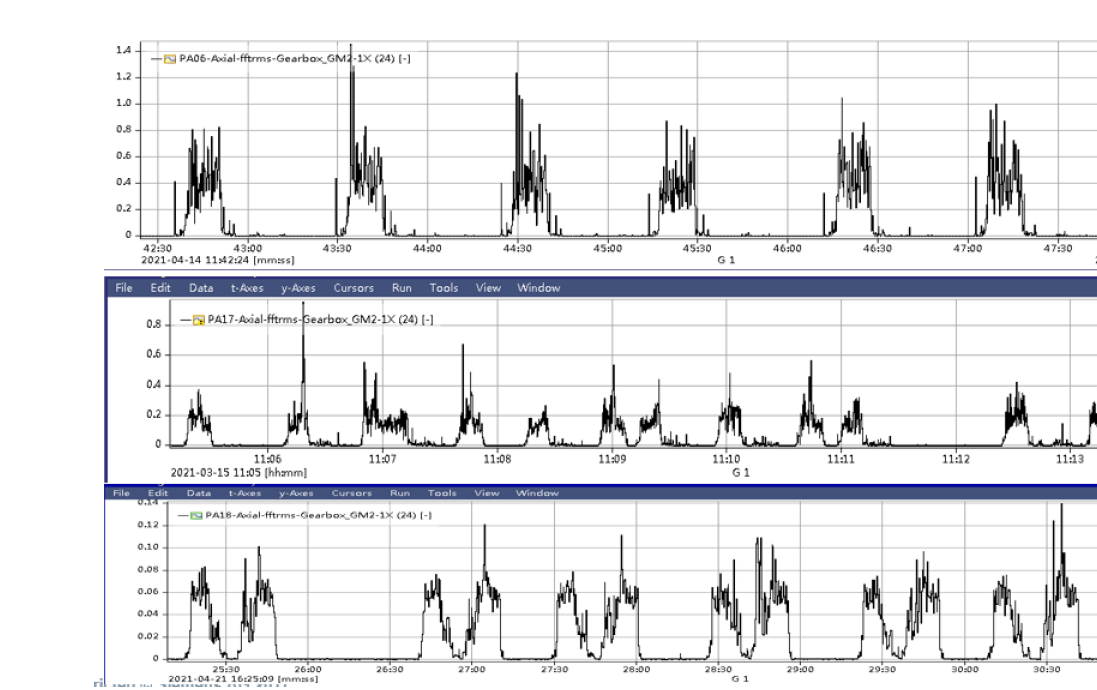 PA06-Axial-fftrms-Gearbox_GM2-1X (24) [-]
1.4
1.2
1.0
0.8
0.6
0.4
0.2
0
42:30 43:00 43:30 44:00 44:30 45:00 45:30 46:00 46:30 47:00 47:30
2021-04-14 11:42:24 [mm:ss] G 1
File Edit Data t-Axes y-Axes Cursors Run Tools View Window
PA17-Axial-fftrms-Gearbox_GM2-1X (24) [-]
0.8
0.6
0.4
0.2
0
11:06 11:07 11:08 11:09 11:10 11:11 11:12 11:13
2021-03-15 11:05 [hh:mm] G 1
File Edit Data t-Axes y-Axes Cursors Run Tools View Window
0.14
PA18-Axial-fftrms-Gearbox_GM2-1X (24) [-]
0.12
0.10
0.08
0.06
0.04
0.02
0
25:30 26:00 26:30 27:00 27:30 28:00 28:30 29:00 29:30 30:00 30:30
2021-04-21 16:25:09 [mm:ss] G 1